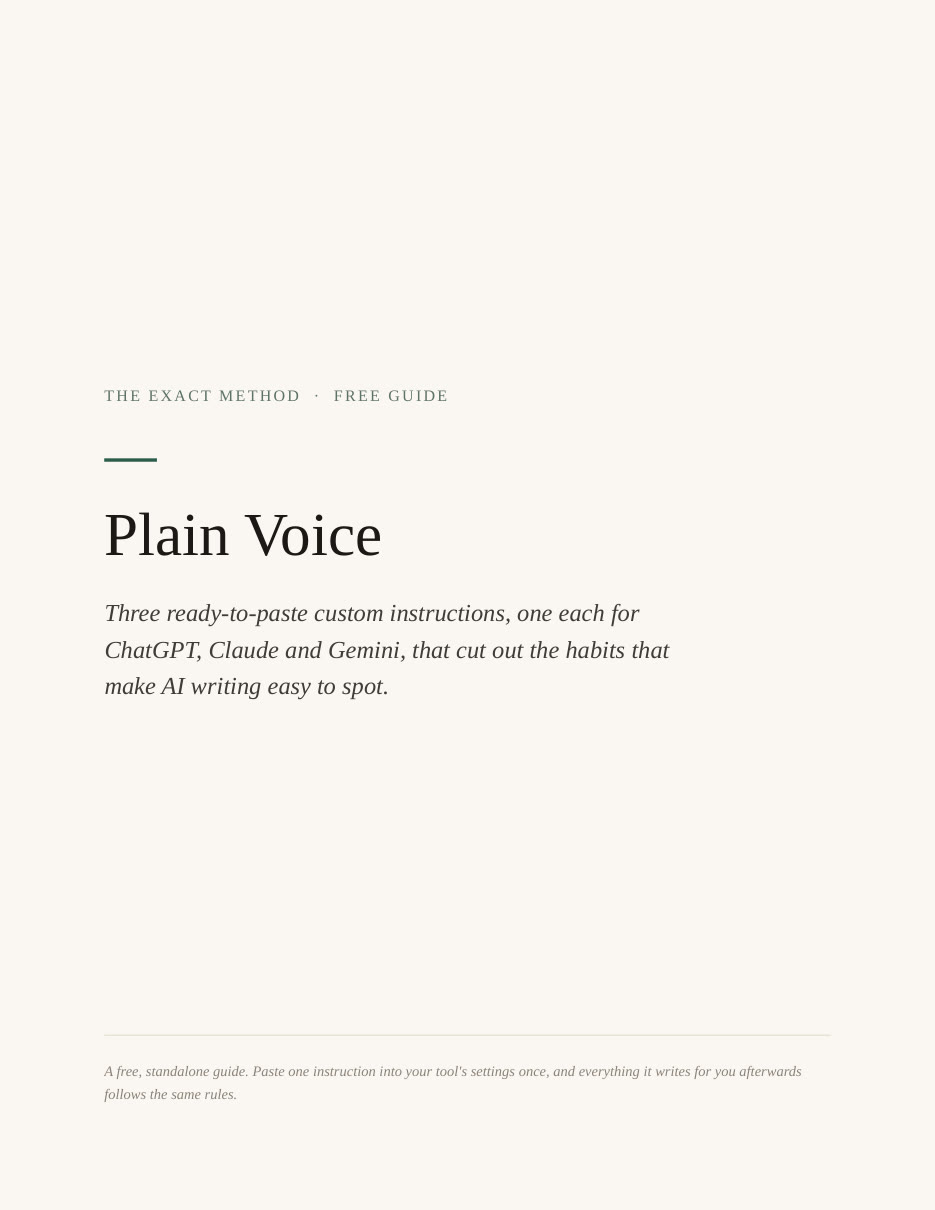 THE EXACT METHOD · FREE GUIDE
Plain Voice
Three ready-to-paste custom instructions, one each for
ChatGPT, Claude and Gemini, that cut out the habits that
make AI writing easy to spot.
A free, standalone guide. Paste one instruction into your tool's settings once, and everything it writes for you afterwards
follows the same rules.